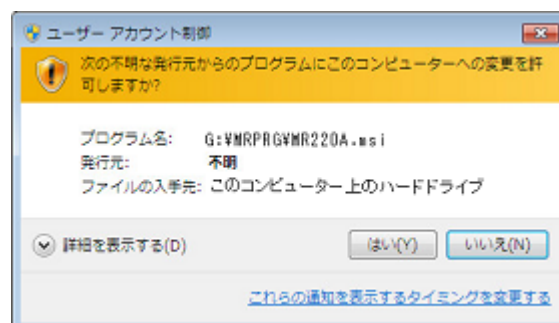 ユーザー アカウント制御
次の不明な発行元からのプログラムにこのコンピューターへの変更を許
可しますか?
プログラム名: G:¥MRPRG¥MR220A.msi
発行元: 不明
ファイルの入手先: このコンピューター上のハードドライブ
詳細を表示する(D)
はい(Y)
いいえ(N)
これらの通知を表示するタイミングを変更する